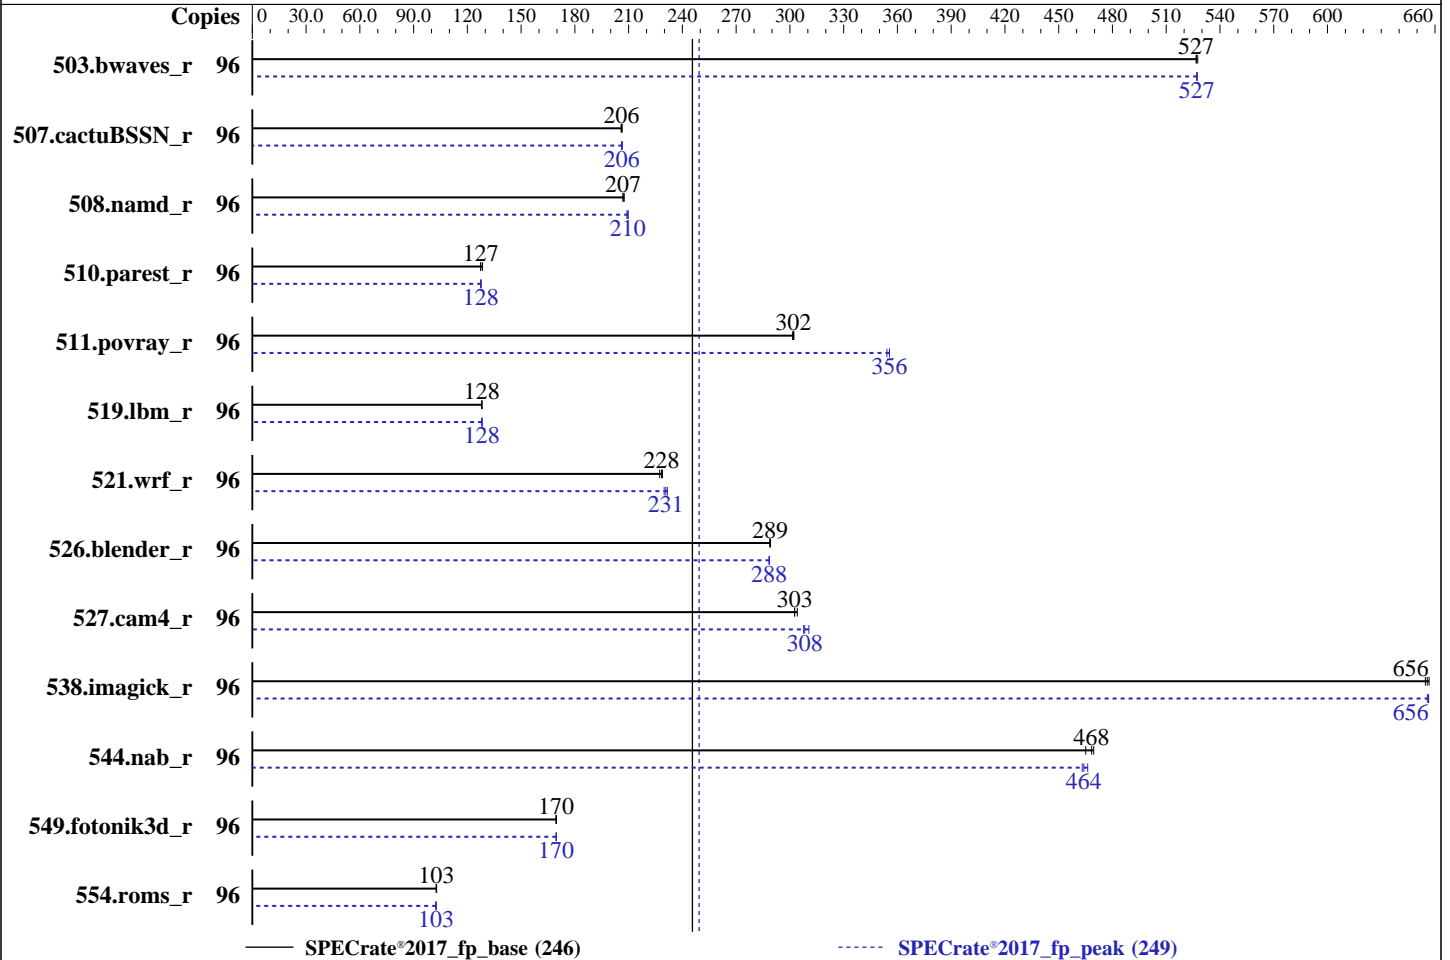 Copies 0 30.0 60.0 90.0 120 150 180 210 240 270 300 330 360 390 420 450 480 510 540 570 600 660
503.bwaves_r 96 527
527
507.cactuBSSN_r 96 206
206
508.namd_r 96 207
210
510.parest_r 96 127
128
511.povray_r 96 302
356
519.lbm_r 96 128
128
521.wrf_r 96 228
231
526.blender_r 96 289
288
527.cam4_r 96 303
308
538.imagick_r 96 656
656
544.nab_r 96 468
464
549.fotonik3d_r 96 170
170
554.roms_r 96 103
103
SPECrate®2017_fp_base (246) SPECrate®2017_fp_peak (249)